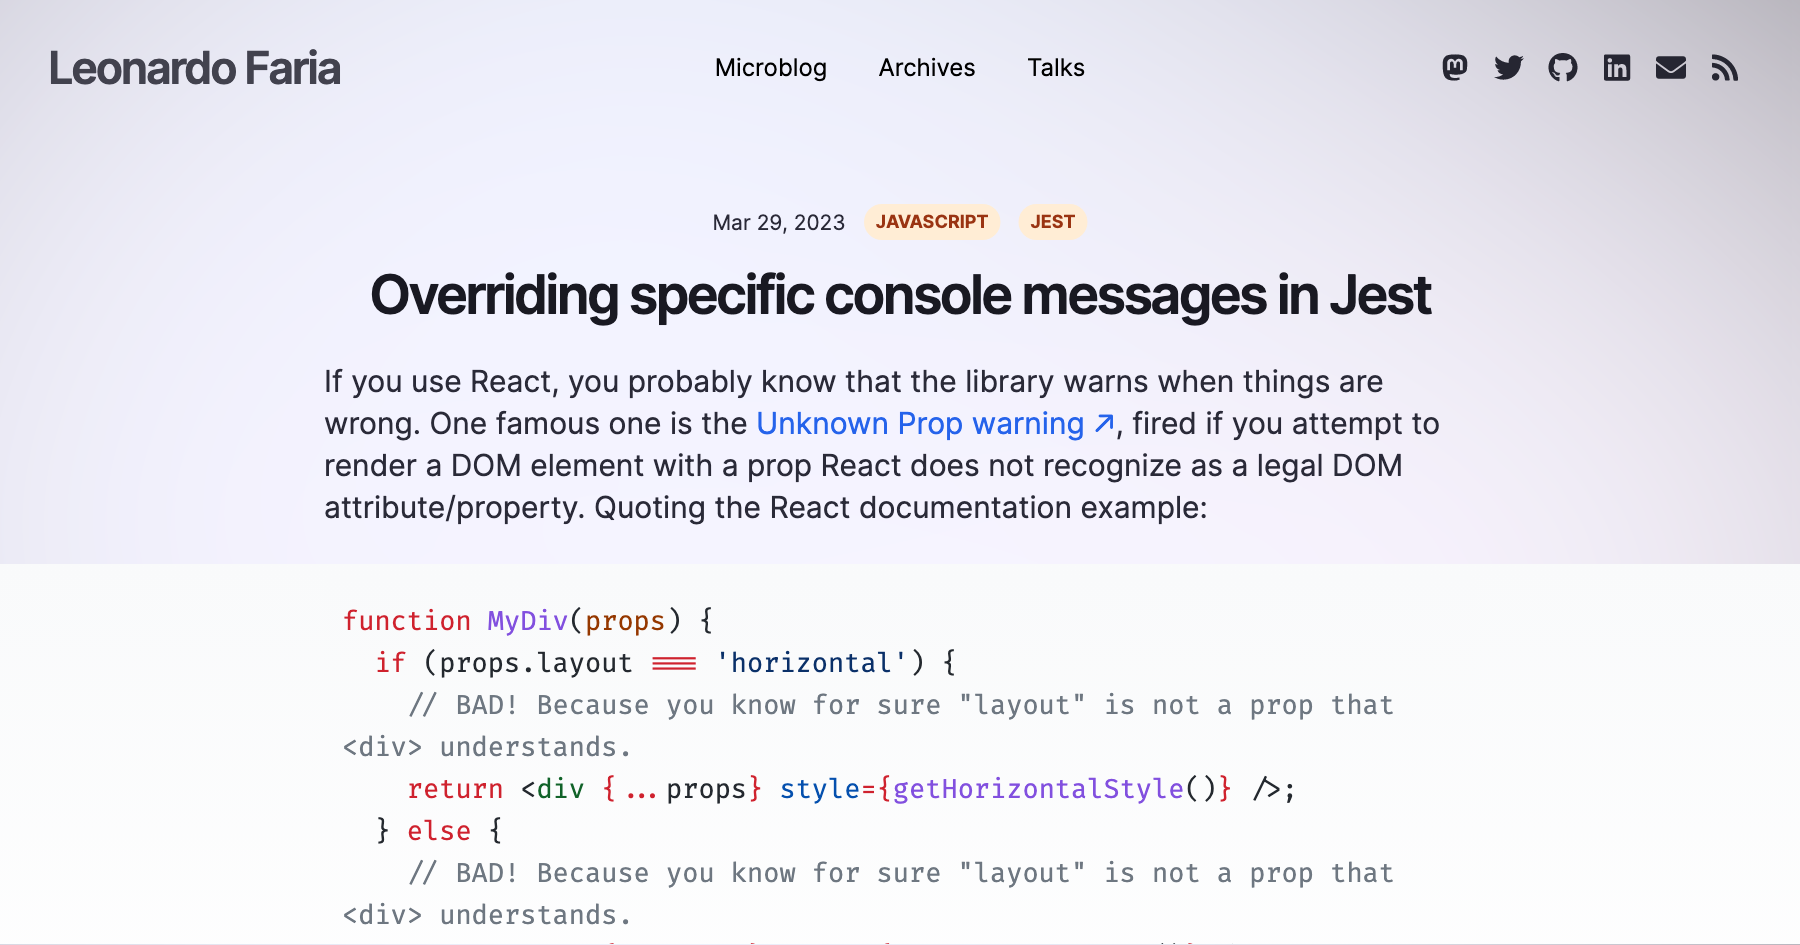 Leonardo Faria
Microblog Archives Talks
Mar 29, 2023 JAVASCRIPT JEST
Overriding specific console messages in Jest
If you use React, you probably know that the library warns when things are
wrong. One famous one is the Unknown Prop warning ↗, fired if you attempt to
render a DOM element with a prop React does not recognize as a legal DOM
attribute/property. Quoting the React documentation example:
function MyDiv(props) {
  if (props.layout === 'horizontal') {
    // BAD! Because you know for sure "layout" is not a prop that
<div> understands.
    return <div {...props} style={getHorizontalStyle()} />;
  } else {
    // BAD! Because you know for sure "layout" is not a prop that
<div> understands.